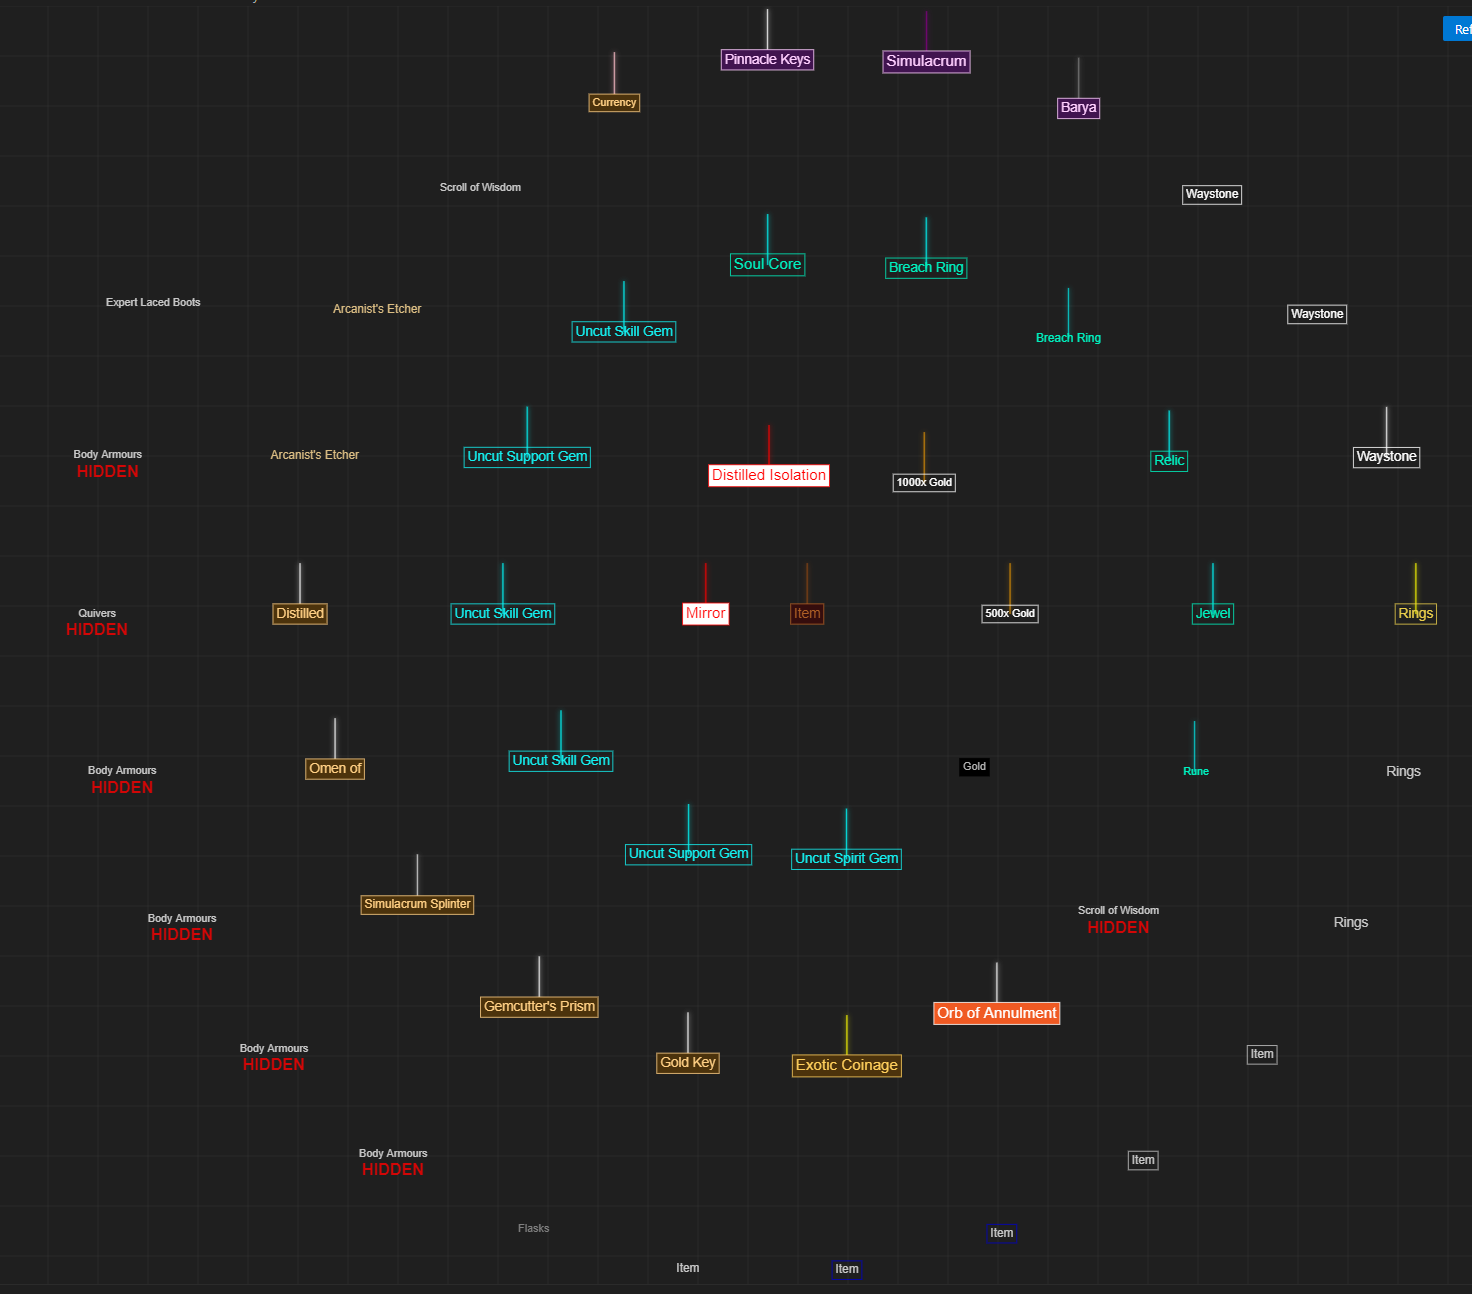 Pinnacle Keys
Simulacrum
Currency
Barya
Scroll of Wisdom
Waystone
Soul Core
Breach Ring
Expert Laced Boots
Arcanist's Etcher
Uncut Skill Gem
Breach Ring
Waystone
Body Armours
HIDDEN
Arcanist's Etcher
Uncut Support Gem
Distilled Isolation
1000x Gold
Relic
Waystone
Quivers
HIDDEN
Distilled
Uncut Skill Gem
Mirror
Item
500x Gold
Jewel
Rings
Body Armours
HIDDEN
Omen of
Uncut Skill Gem
Gold
Rune
Rings
Uncut Support Gem
Uncut Spirit Gem
Simulacrum Splinter
Body Armours
HIDDEN
Scroll of Wisdom
HIDDEN
Rings
Gemcutter's Prism
Orb of Annulment
Body Armours
HIDDEN
Gold Key
Exotic Coinage
Item
Body Armours
HIDDEN
Item
Flasks
Item
Item
Item